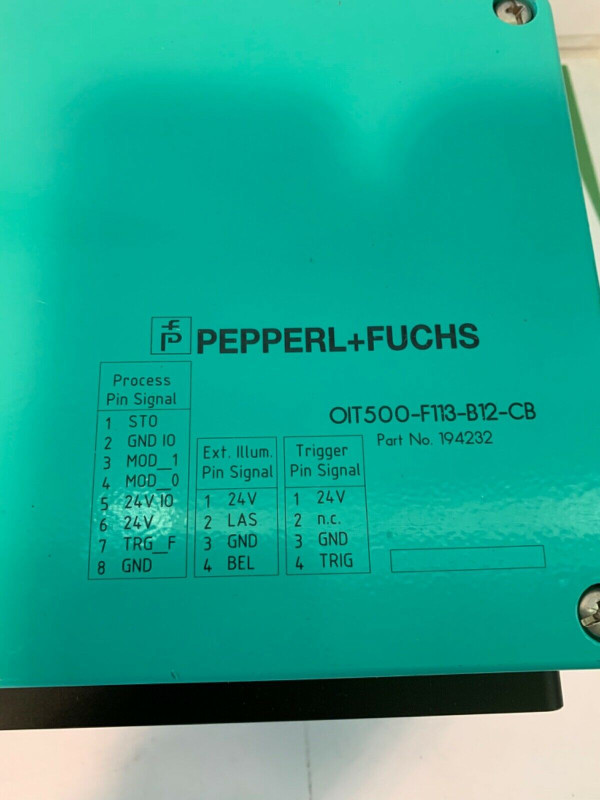 PEPPERL+FUCHS
OIT500-F113-B12-CB
Part No. 194232
Process
Pin Signal
1 STO
2 GND IO
3 MOD_1
4 MOD_0
5 24V IO
6 24V
7 TRG_F
8 GND
Ext. Illum.
Pin Signal
1 24V
2 LAS
3 GND
4 BEL
Trigger
Pin Signal
1 24V
2 n.c.
3 GND
4 TRIG